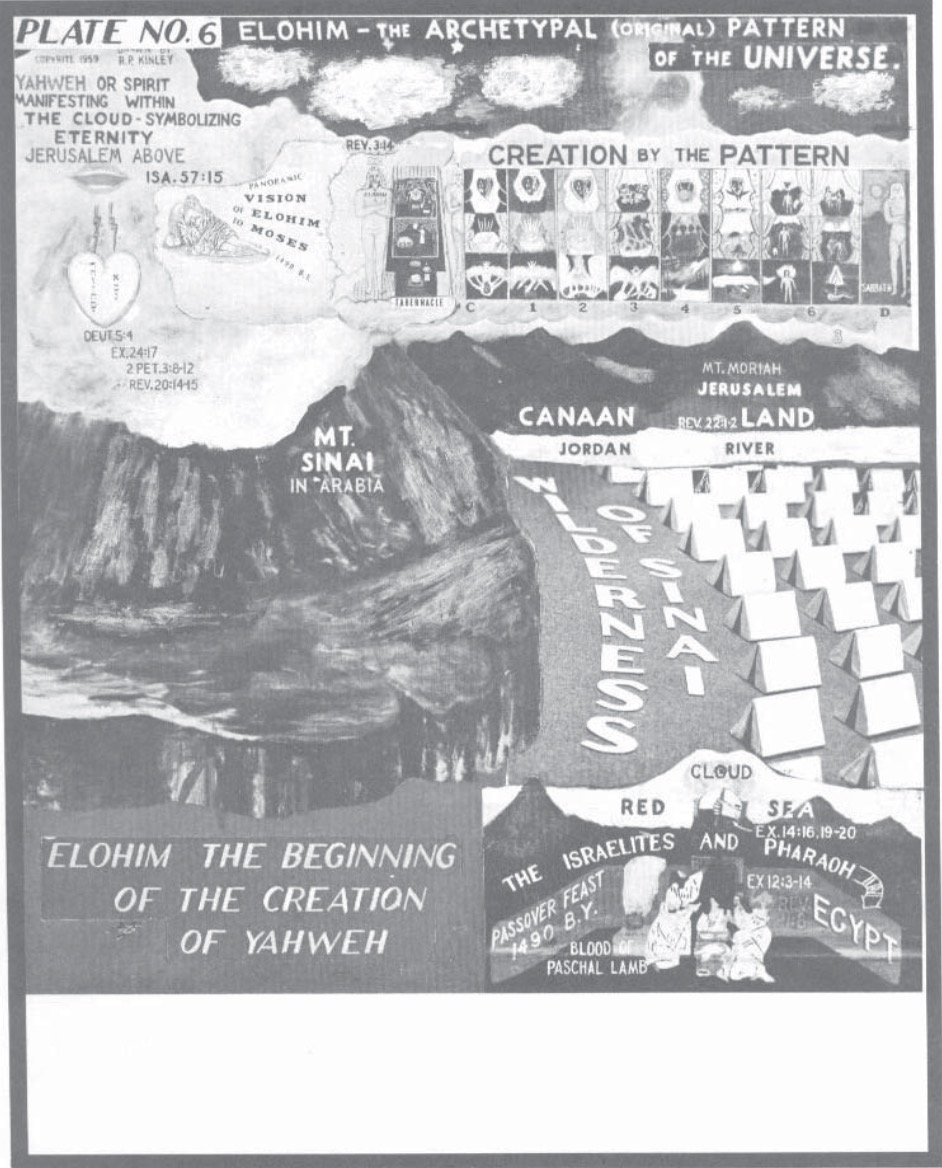 PLATE NO. 6
ELOHIM - THE ARCHETYPAL (ORIGINAL) PATTERN
OF THE UNIVERSE.
COPYRITE 1959 DRAWN BY
R.P. KINLEY
YAHWEH OR SPIRIT
MANIFESTING WITHIN
THE CLOUD - SYMBOLIZING
ETERNITY
JERUSALEM ABOVE
ISA. 57:15
PANORAMIC
VISION
OF ELOHIM
TO MOSES
DEUT. 5:4
EX. 24:17
2 PET. 3:8-12
REV. 20:14-15
REV. 3:14
TABERNACLE
CREATION BY THE PATTERN
SABBATH
C 1 2 3 4 5 6 D
MT. MORIAH
JERUSALEM
CANAAN REV. 22:1-2 LAND
JORDAN RIVER
MT.
SINAI
IN ARABIA
WILDERNESS
OF SINAI
CLOUD
RED SEA
EX. 14:16, 19-20
THE ISRAELITES AND PHARAOH
EX 12:3-14
PASSOVER FEAST
1490 B.Y.
EGYPT
BLOOD OF
PASCHAL LAMB
ELOHIM THE BEGINNING
OF THE CREATION
OF YAHWEH